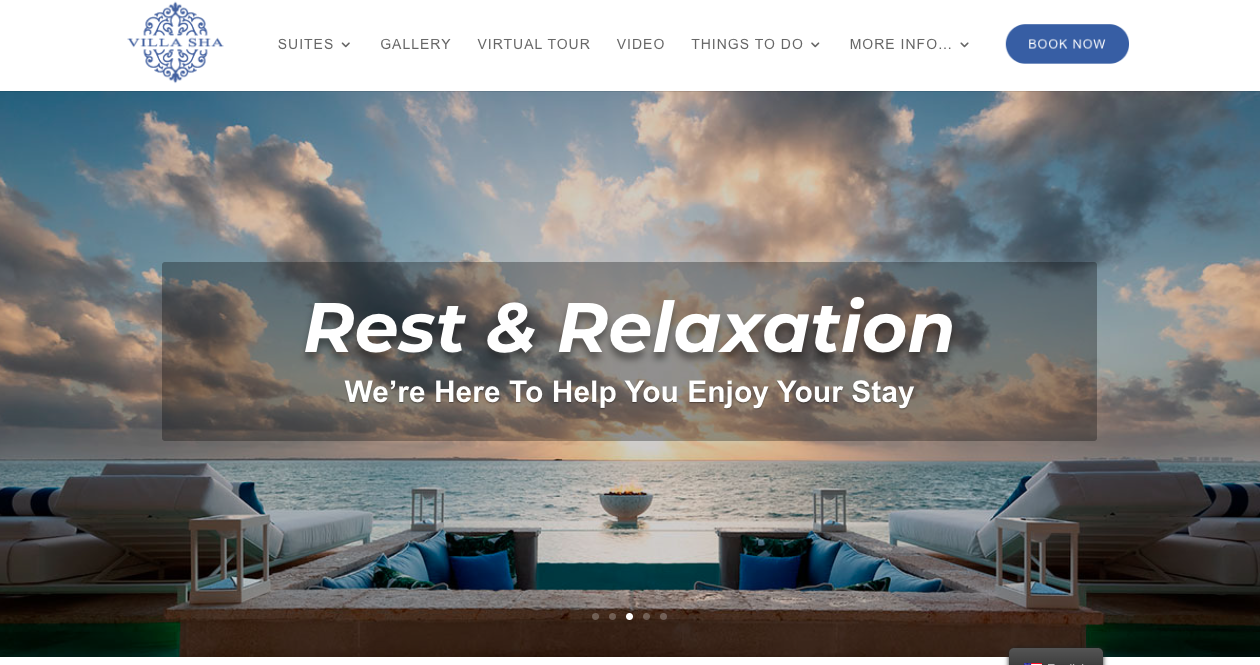 VILLA SHA
SUITES
GALLERY
VIRTUAL TOUR
VIDEO
THINGS TO DO
MORE INFO...
BOOK NOW
Rest & Relaxation
We’re Here To Help You Enjoy Your Stay